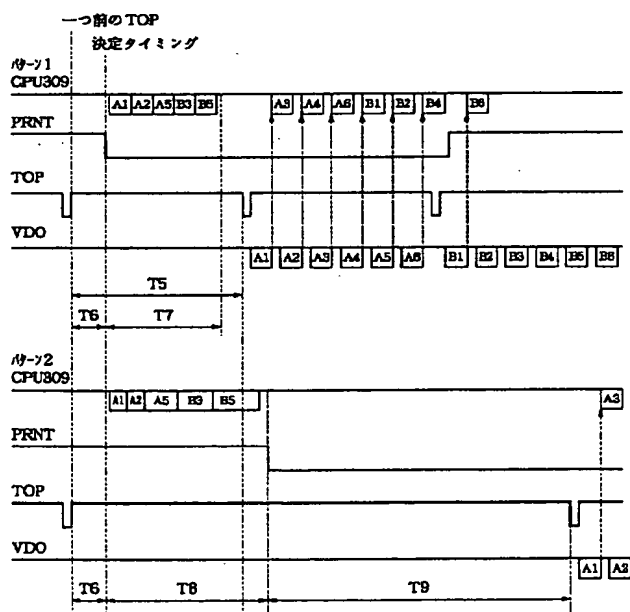 一つ前の TOP
決定タイミング
パターン1
CPU309
A1 A2 A5 B3 B5 A3 A4 A6 B1 B2 B4 B6
PRNT
TOP
VDO
A1 A2 A3 A4 A5 A6 B1 B2 B3 B4 B5 B6
T5
T6 T7
パターン2
CPU309
A1 A2 A5 B3 B5 A3
PRNT
TOP
VDO
A1 A2
T6 T8 T9